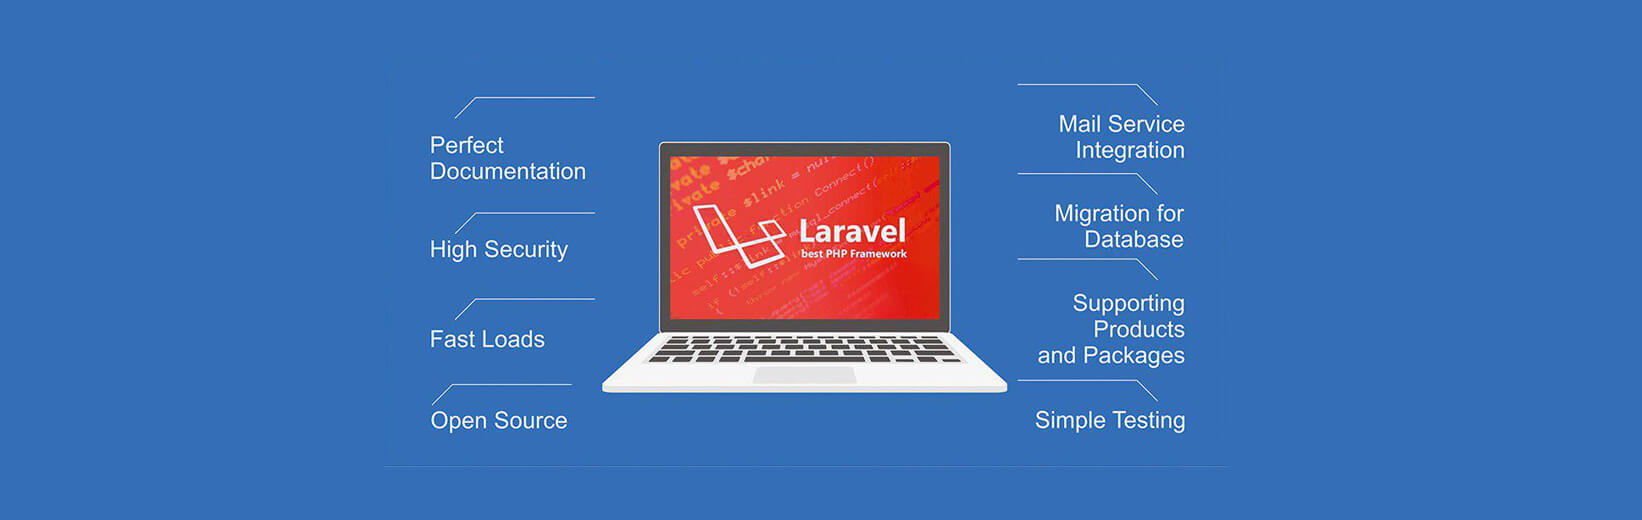 Perfect
Documentation
High Security
Fast Loads
Open Source
Laravel
best PHP Framework
Mail Service
Integration
Migration for
Database
Supporting
Products
and Packages
Simple Testing